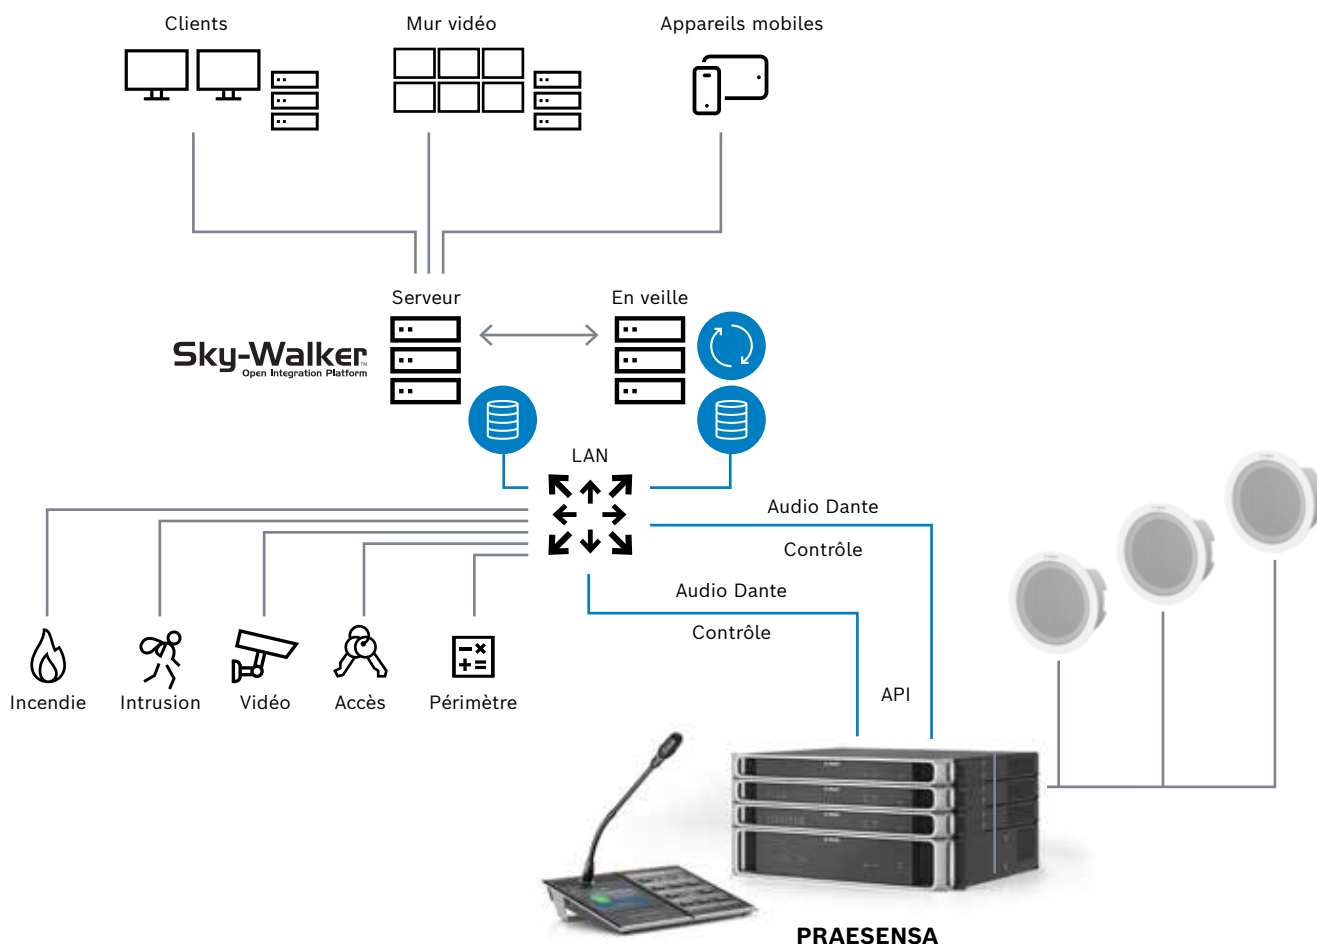 Clients
Mur vidéo
Appareils mobiles
Serveur
En veille
Sky-Walker™
Open Integration Platform
LAN
Audio Dante
Contrôle
Audio Dante
Contrôle
Incendie
Intrusion
Vidéo
Accès
Périmètre
API
PRAESENSA